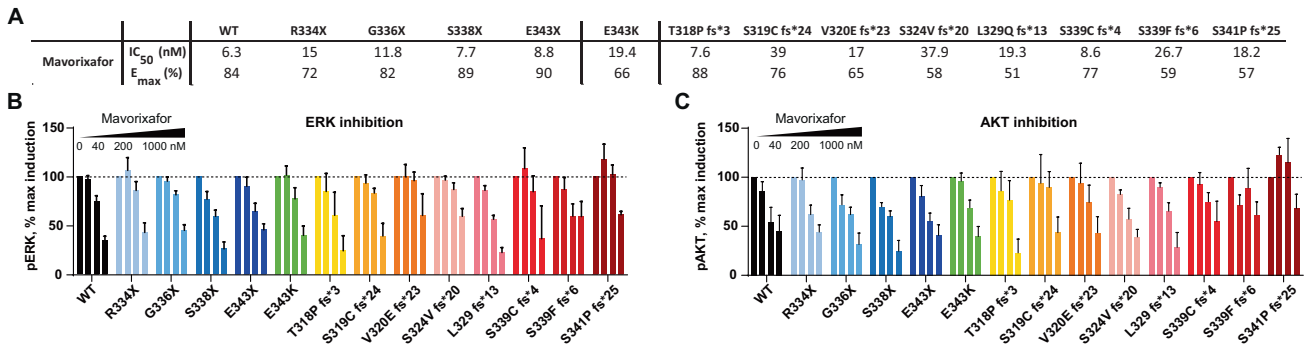 A
WT R334X G336X S338X E343X E343K T318P fs*3 S319C fs*24 V320E fs*23 S324V fs*20 L329Q fs*13 S339C fs*4 S339F fs*6 S341P fs*25
Mavorixafor IC50 (nM) 6.3 15 11.8 7.7 8.8 19.4 7.6 39 17 37.9 19.3 8.6 26.7 18.2
Emax (%) 84 72 82 89 90 66 88 76 65 58 51 77 59 57
B
ERK inhibition
Mavorixafor
0 40 200 1000 nM
pERK, % max induction
150
100
50
0
WT R334X G336X S338X E343X E343K T318P fs*3 S319C fs*24 V320E fs*23 S324V fs*20 L329 fs*13 S339C fs*4 S339F fs*6 S341P fs*25
C
AKT inhibition
Mavorixafor
0 40 200 1000 nM
pAKT, % max induction
150
100
50
0
WT R334X G336X S338X E343X E343K T318P fs*3 S319C fs*24 V320E fs*23 S324V fs*20 L329 fs*13 S339C fs*4 S339F fs*6 S341P fs*25